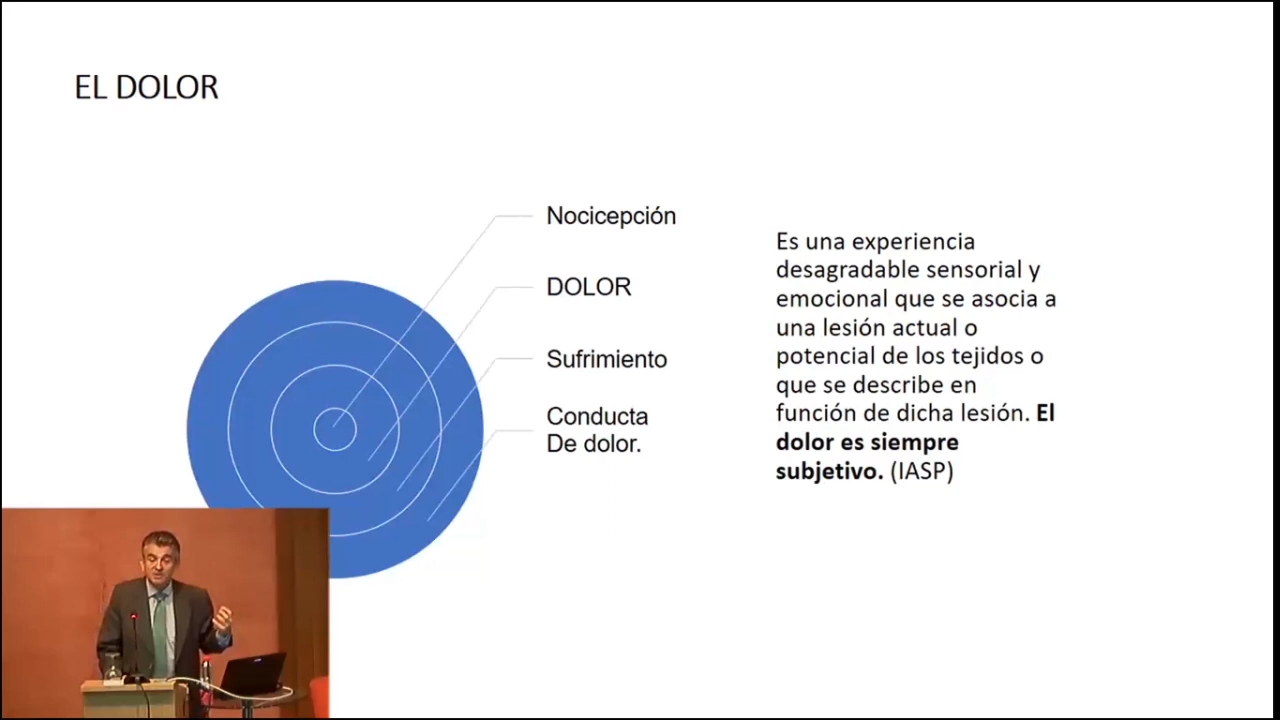 EL DOLOR
Nocicepción
DOLOR
Sufrimiento
Conducta
De dolor.
Es una experiencia
desagradable sensorial y
emocional que se asocia a
una lesión actual o
potencial de los tejidos o
que se describe en
función de dicha lesión. El
dolor es siempre
subjetivo. (IASP)